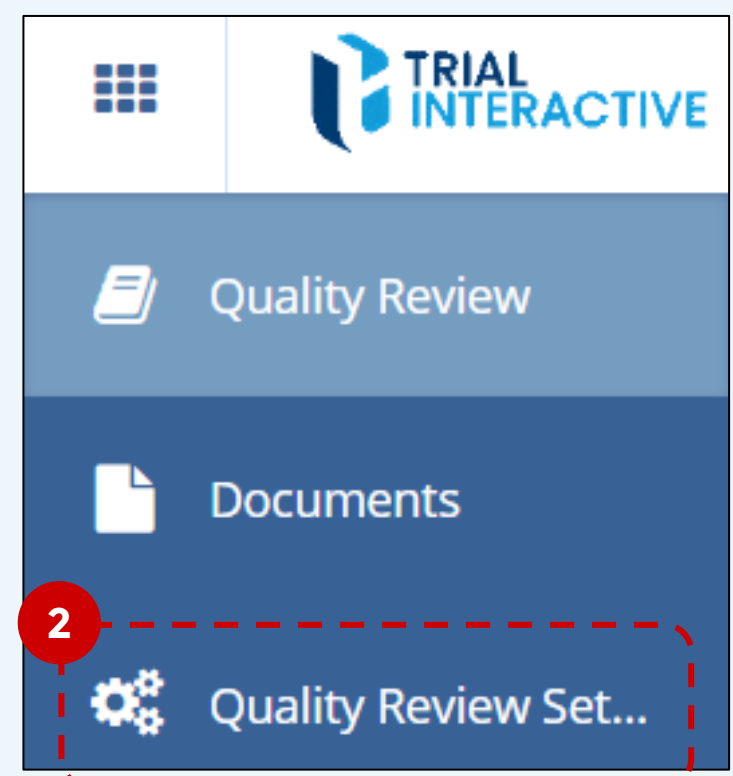 TRIAL
INTERACTIVE
Quality Review
Documents
2
Quality Review Set...